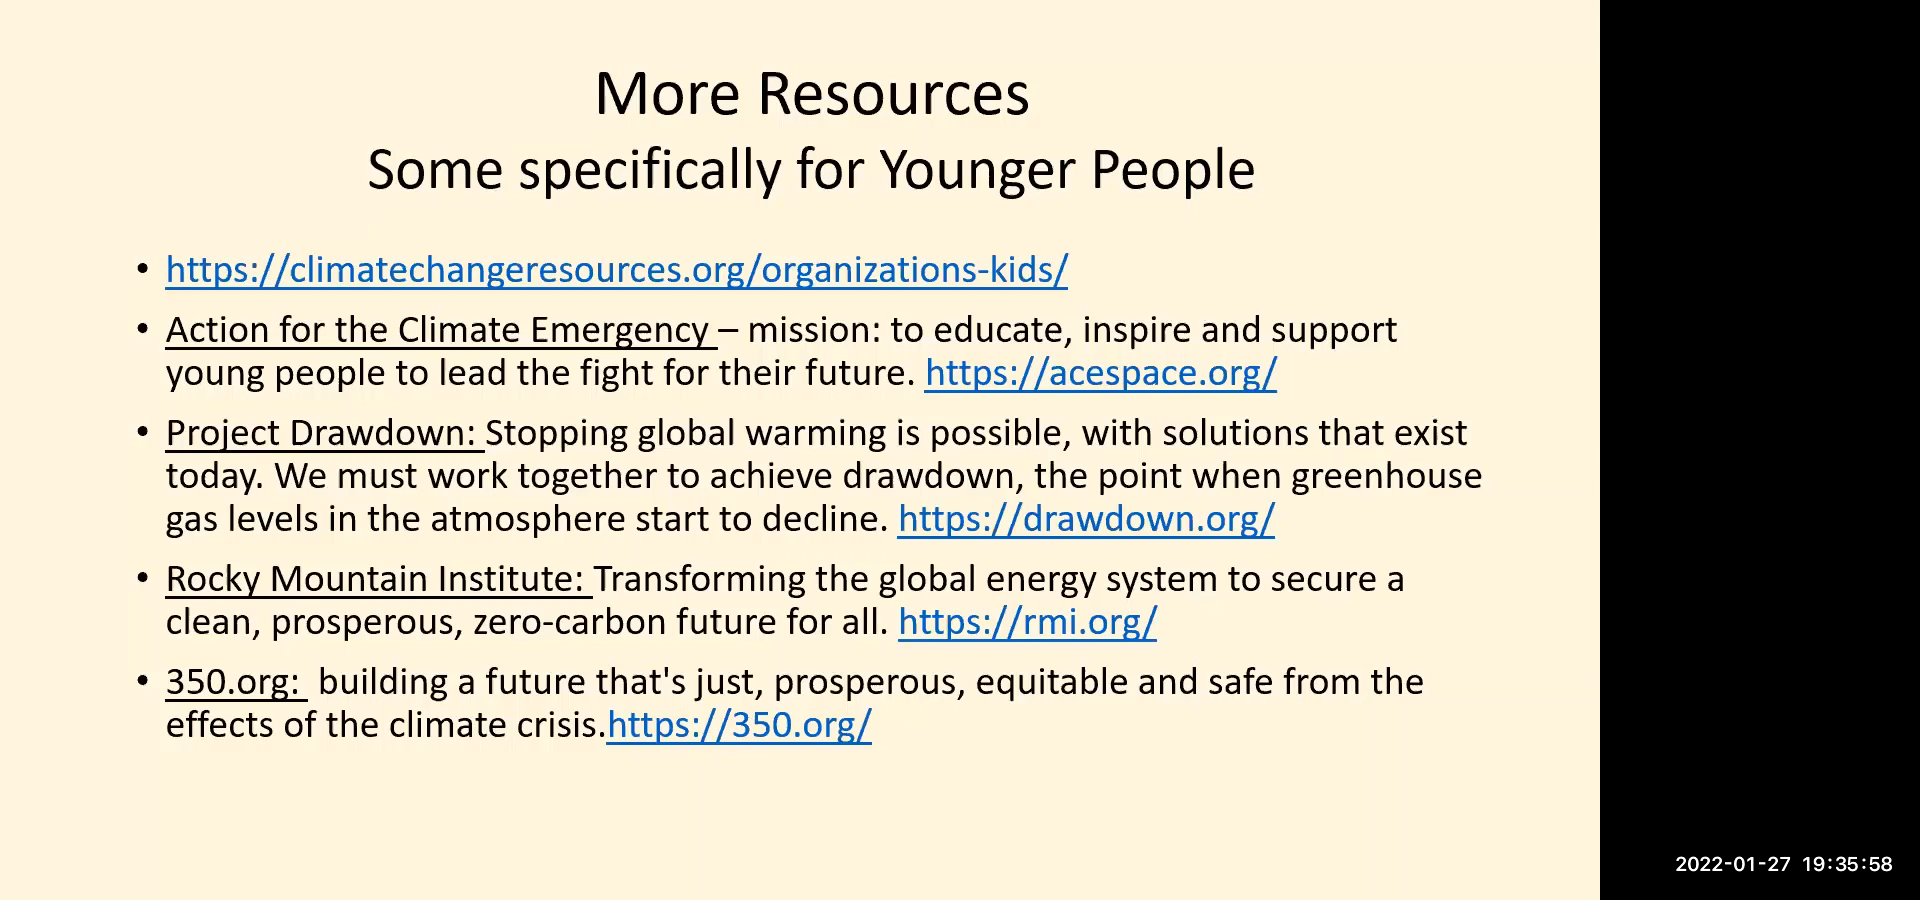 More Resources
Some specifically for Younger People
• https://climatechangeresources.org/organizations-kids/
• Action for the Climate Emergency – mission: to educate, inspire and support
young people to lead the fight for their future. https://acespace.org/
• Project Drawdown: Stopping global warming is possible, with solutions that exist
today. We must work together to achieve drawdown, the point when greenhouse
gas levels in the atmosphere start to decline. https://drawdown.org/
• Rocky Mountain Institute: Transforming the global energy system to secure a
clean, prosperous, zero-carbon future for all. https://rmi.org/
• 350.org:  building a future that's just, prosperous, equitable and safe from the
effects of the climate crisis.https://350.org/
2022-01-27 19:35:58